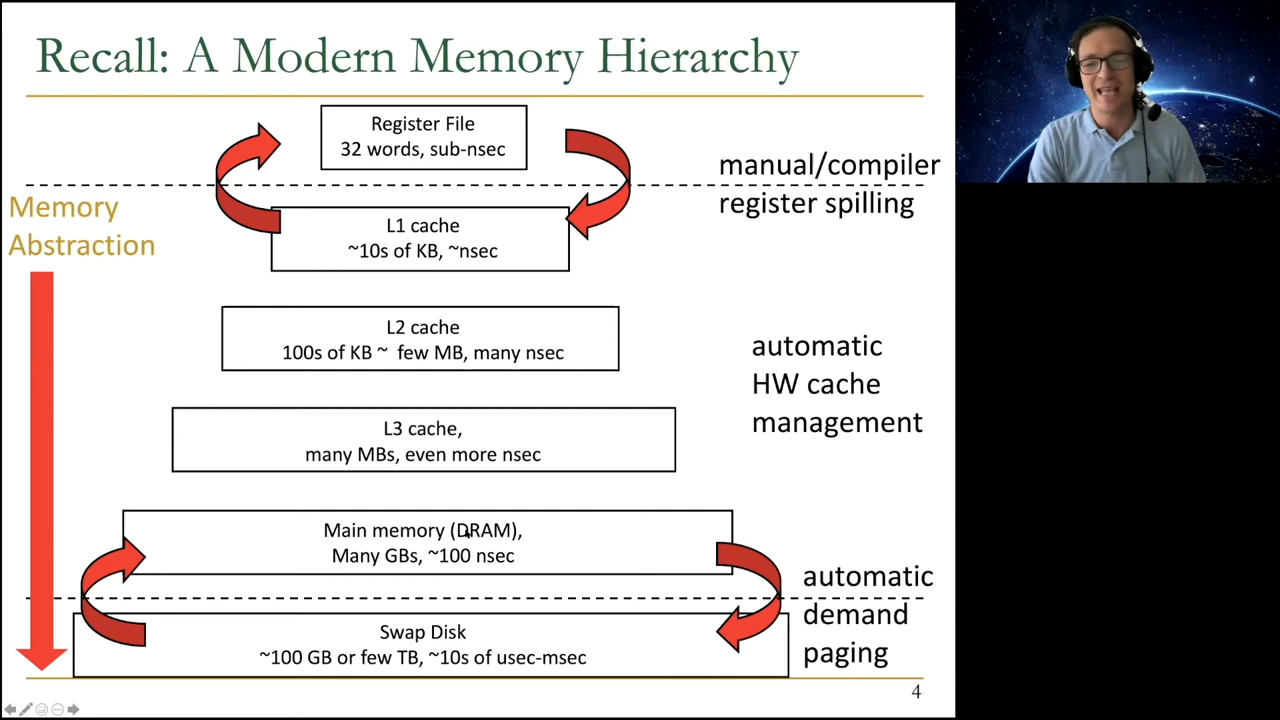 Recall: A Modern Memory Hierarchy
Register File
32 words, sub-nsec
manual/compiler
register spilling
Memory
Abstraction
L1 cache
~10s of KB, ~nsec
L2 cache
100s of KB ~ few MB, many nsec
automatic
HW cache
management
L3 cache,
many MBs, even more nsec
Main memory (DRAM),
Many GBs, ~100 nsec
automatic
demand
paging
Swap Disk
~100 GB or few TB, ~10s of usec-msec
4